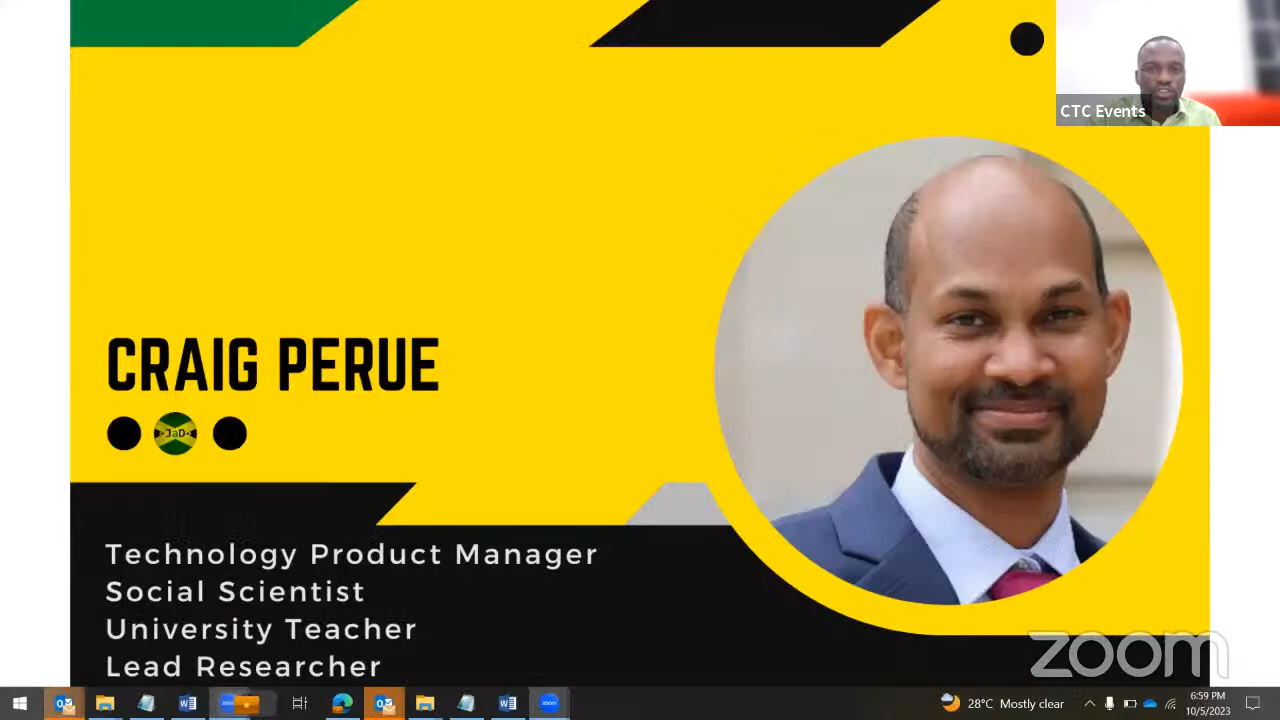 CTC Events
CRAIG PERUE
JaD
Technology Product Manager
Social Scientist
University Teacher
Lead Researcher
zoom
28°C Mostly clear
6:59 PM
10/5/2023